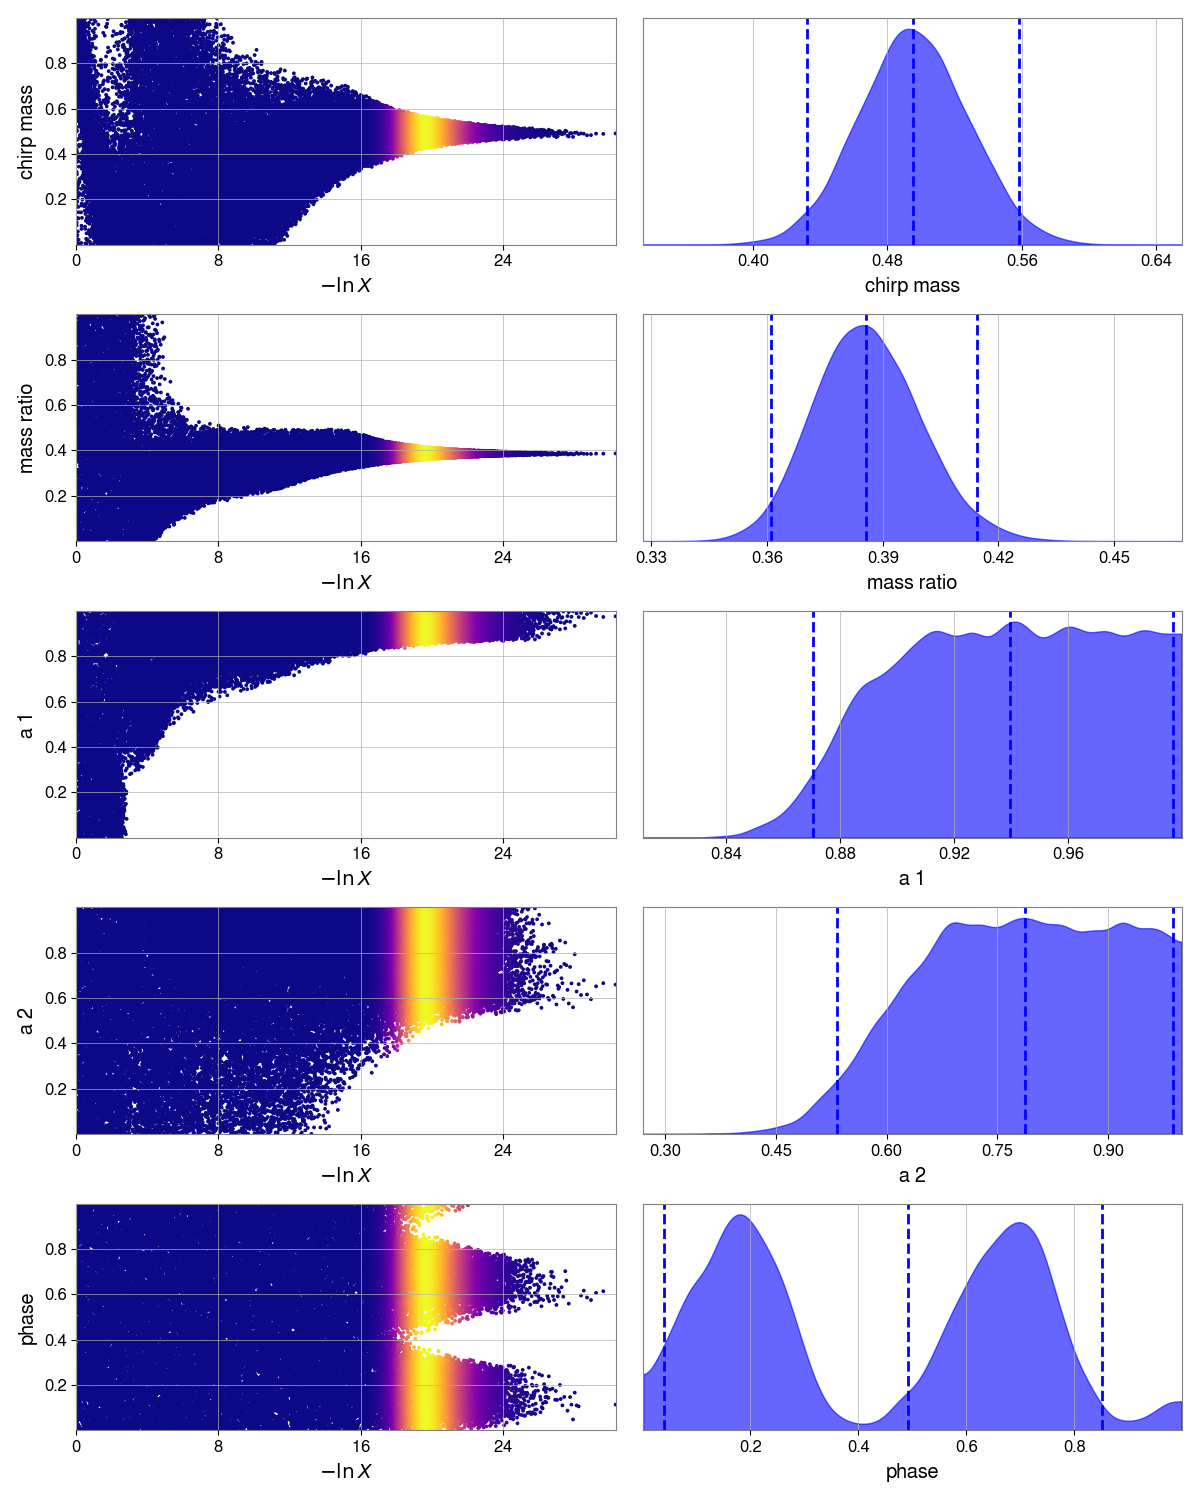 0.8
0.6
0.4
0.2
chirp mass
0 8 16 24
−ln X
0.40 0.48 0.56 0.64
chirp mass
0.8
0.6
0.4
0.2
mass ratio
0 8 16 24
−ln X
0.33 0.36 0.39 0.42 0.45
mass ratio
0.8
0.6
0.4
0.2
a 1
0 8 16 24
−ln X
0.84 0.88 0.92 0.96
a 1
0.8
0.6
0.4
0.2
a 2
0 8 16 24
−ln X
0.30 0.45 0.60 0.75 0.90
a 2
0.8
0.6
0.4
0.2
phase
0 8 16 24
−ln X
0.2 0.4 0.6 0.8
phase